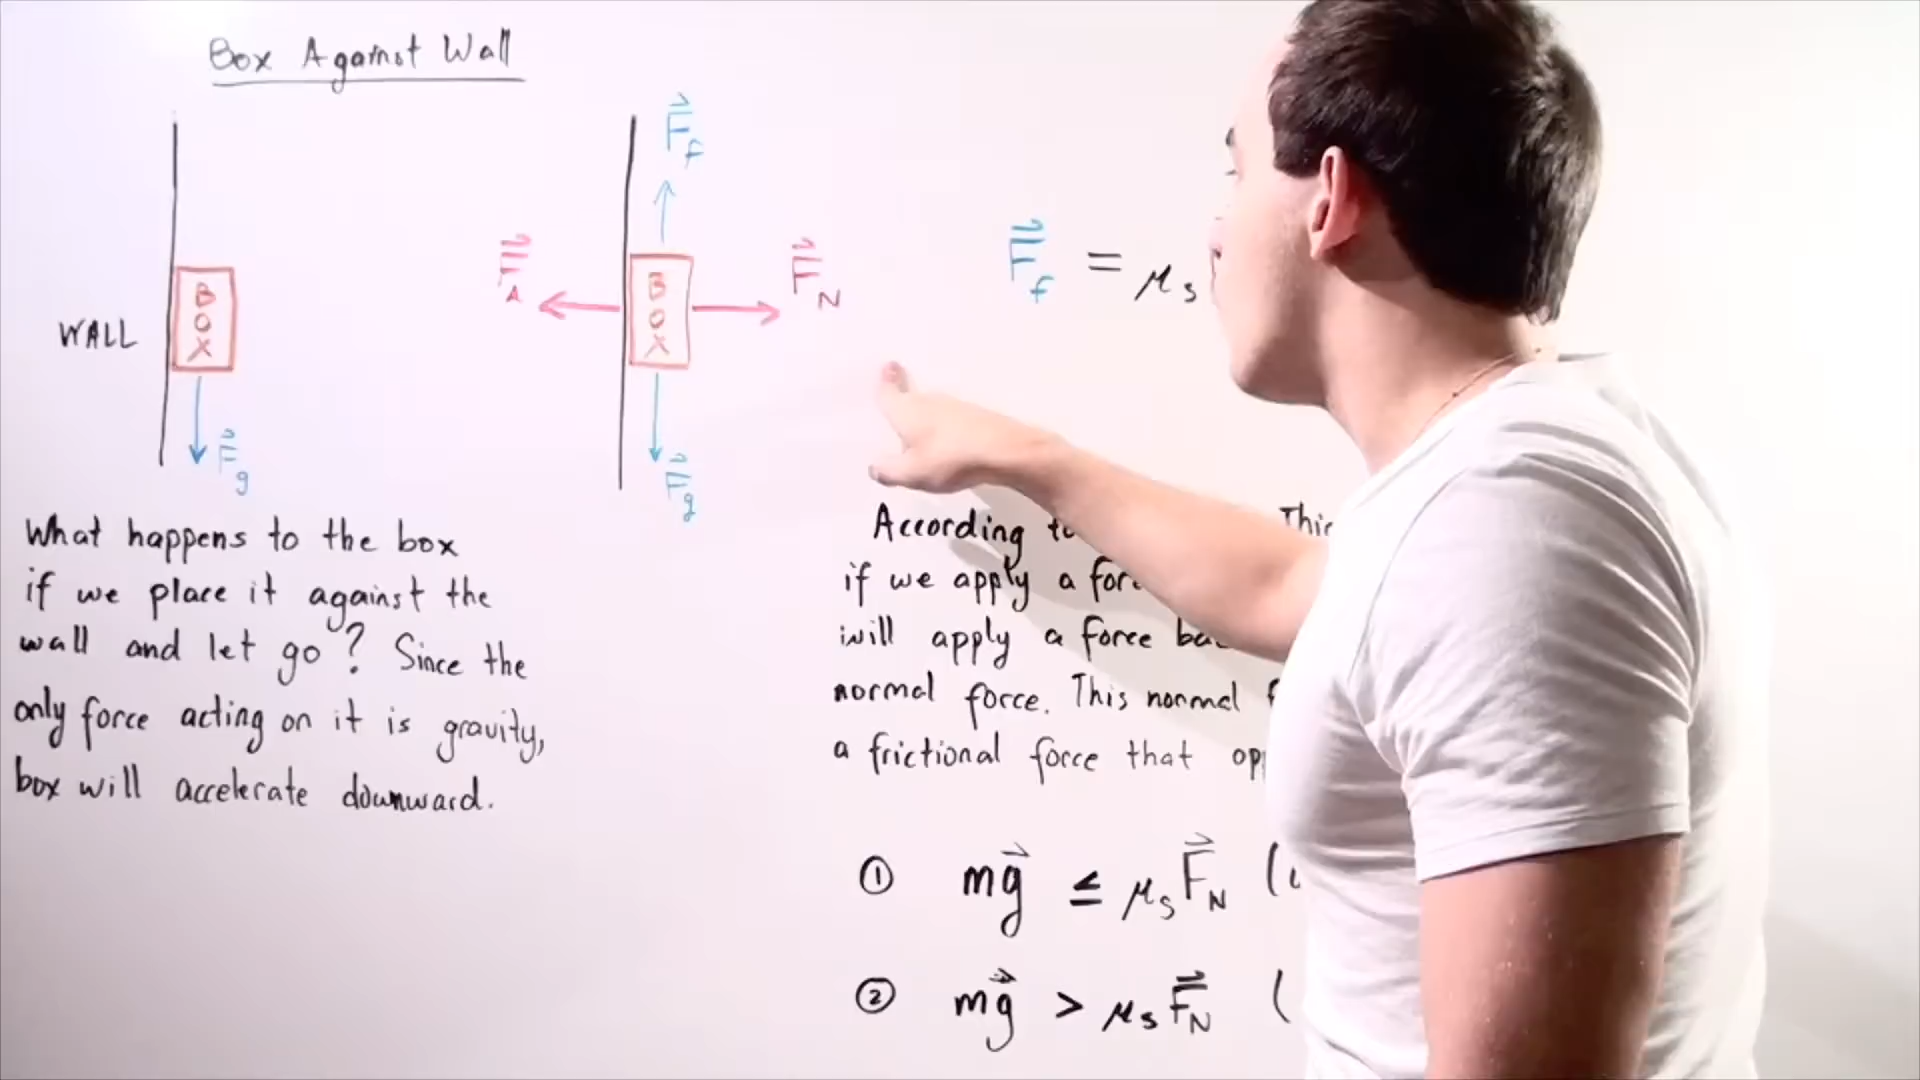 Box Against Wall
WALL
BOX
F⃗g
F⃗f
F⃗A
BOX
F⃗N
F⃗g
What happens to the box
if we place it against the
wall and let go? Since the
only force acting on it is gravity,
box will accelerate downward.
F⃗f = μs
According
if we apply a
will apply a force
normal force. This normal
a frictional force that
① mg⃗ ≤ μsF⃗N (
② mg⃗ > μsF⃗N (